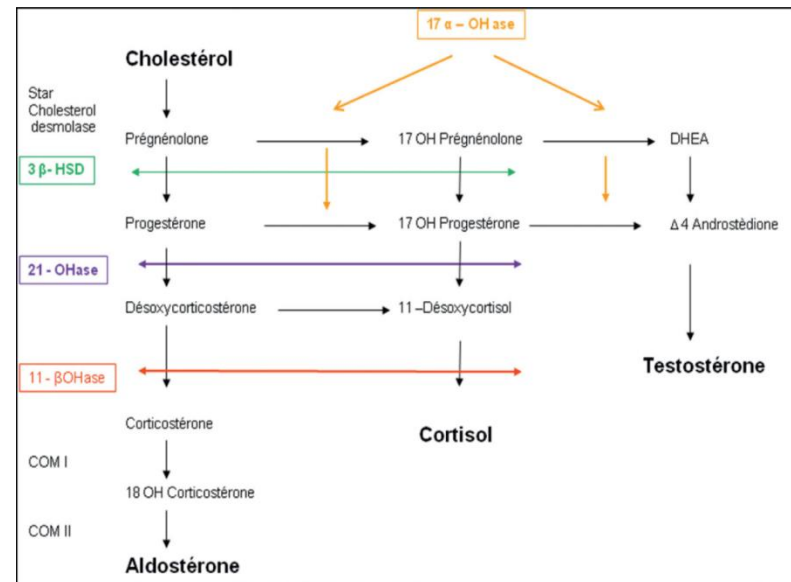 17 α – OH ase
Cholestérol
Star
Cholesterol
desmolase
Prégnénolone
17 OH Prégnénolone
DHEA
3 β- HSD
Progestérone
17 OH Progestérone
Δ 4 Androstèdione
21 - OHase
Désoxycorticostérone
11 –Désoxycortisol
Testostérone
11 - βOHase
Corticostérone
Cortisol
COM I
18 OH Corticostérone
COM II
Aldostérone